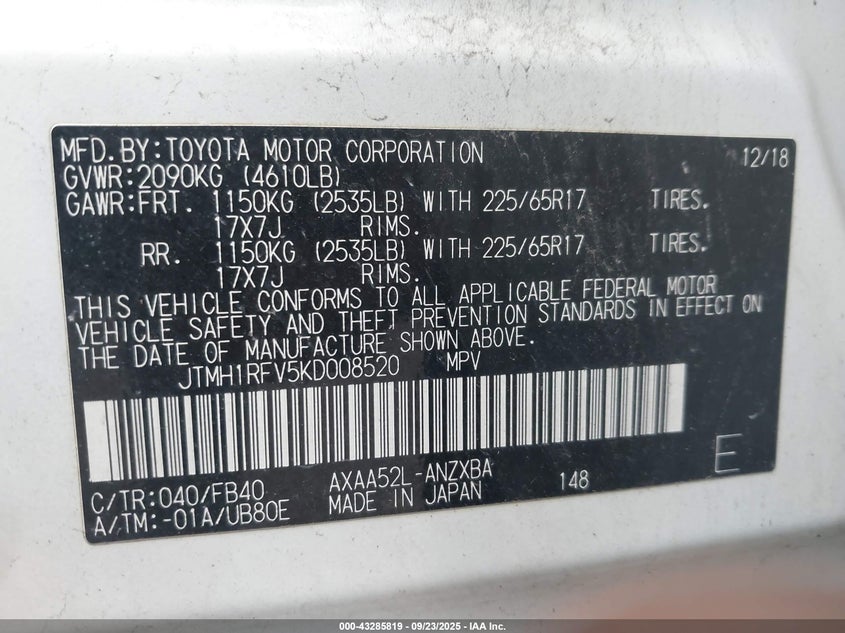 MFD.BY:TOYOTA MOTOR CORPORATION 12/18
GVWR:2090KG (4610LB)
GAWR:FRT. 1150KG (2535LB) WITH 225/65R17 TIRES.
17X7J RIMS.
RR. 1150KG (2535LB) WITH 225/65R17 TIRES.
17X7J RIMS.
THIS VEHICLE CONFORMS TO ALL APPLICABLE FEDERAL MOTOR
VEHICLE SAFETY AND THEFT PREVENTION STANDARDS IN EFFECT ON
THE DATE OF MANUFACTURE SHOWN ABOVE.
JTMH1RFV5KD008520 MPV
C/TR:040/FB40 AXAA52L-ANZXBA 148 E
A/TM:-01A/UB80E MADE IN JAPAN
000-43285819 - 09/23/2025 - IAA Inc.